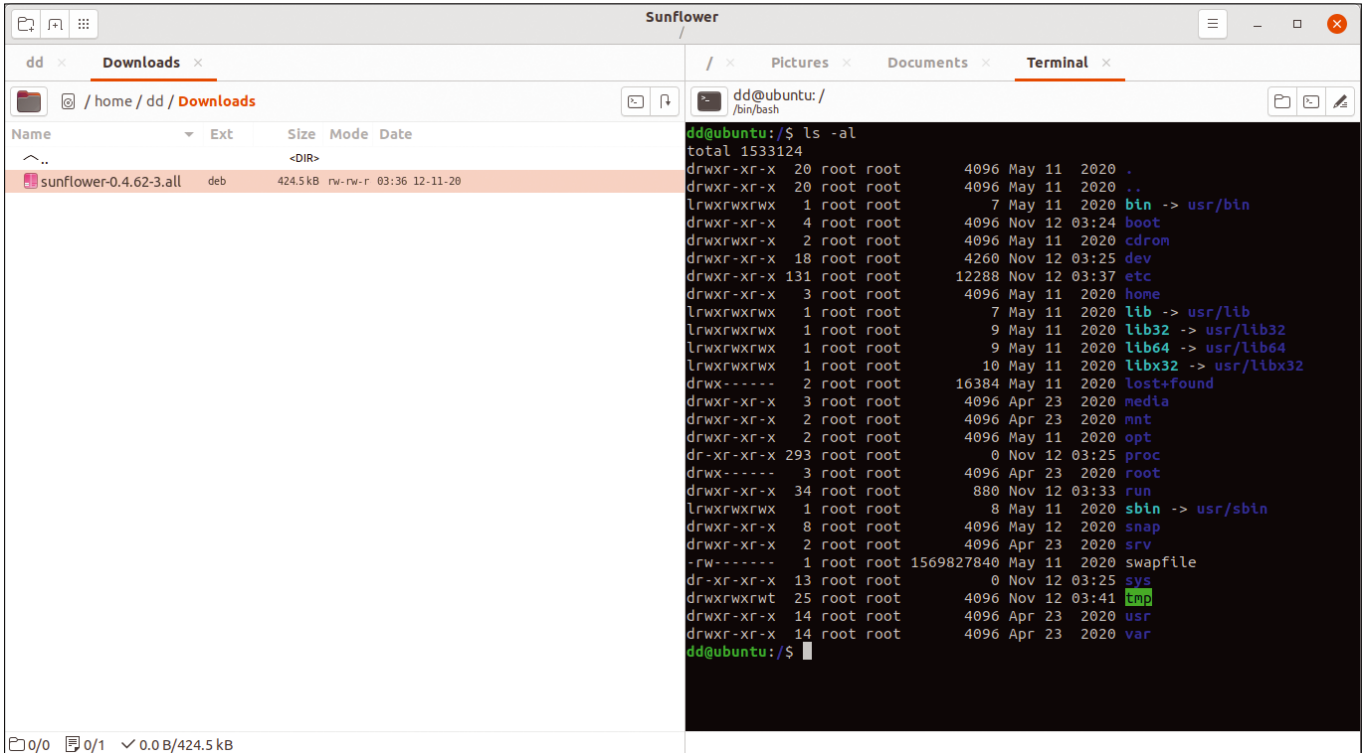 Sunflower
/
dd × Downloads ×
/ home / dd / Downloads
Name Ext Size Mode Date
.. <DIR>
sunflower-0.4.62-3.all deb 424.5 kB rw-rw-r 03:36 12-11-20
0/0 0/1 0.0 B/424.5 kB
/ × Pictures × Documents × Terminal ×
dd@ubuntu: /
/bin/bash
dd@ubuntu:/$ ls -al
total 1533124
drwxr-xr-x 20 root root 4096 May 11 2020 .
drwxr-xr-x 20 root root 4096 May 11 2020 ..
lrwxrwxrwx 1 root root 7 May 11 2020 bin -> usr/bin
drwxr-xr-x 4 root root 4096 Nov 12 03:24 boot
drwxrwxr-x 2 root root 4096 May 11 2020 cdrom
drwxr-xr-x 18 root root 4260 Nov 12 03:25 dev
drwxr-xr-x 131 root root 12288 Nov 12 03:37 etc
drwxr-xr-x 3 root root 4096 May 11 2020 home
lrwxrwxrwx 1 root root 7 May 11 2020 lib -> usr/lib
lrwxrwxrwx 1 root root 9 May 11 2020 lib32 -> usr/lib32
lrwxrwxrwx 1 root root 9 May 11 2020 lib64 -> usr/lib64
lrwxrwxrwx 1 root root 10 May 11 2020 libx32 -> usr/libx32
drwx------ 2 root root 16384 May 11 2020 lost+found
drwxr-xr-x 3 root root 4096 Apr 23 2020 media
drwxr-xr-x 2 root root 4096 Apr 23 2020 mnt
drwxr-xr-x 2 root root 4096 May 11 2020 opt
dr-xr-xr-x 293 root root 0 Nov 12 03:25 proc
drwx------ 3 root root 4096 Apr 23 2020 root
drwxr-xr-x 34 root root 880 Nov 12 03:33 run
lrwxrwxrwx 1 root root 8 May 11 2020 sbin -> usr/sbin
drwxr-xr-x 8 root root 4096 May 12 2020 snap
drwxr-xr-x 2 root root 4096 Apr 23 2020 srv
-rw------- 1 root root 1569827840 May 11 2020 swapfile
dr-xr-xr-x 13 root root 0 Nov 12 03:25 sys
drwxrwxrwt 25 root root 4096 Nov 12 03:41 tmp
drwxr-xr-x 14 root root 4096 Apr 23 2020 usr
drwxr-xr-x 14 root root 4096 Apr 23 2020 var
dd@ubuntu:/$